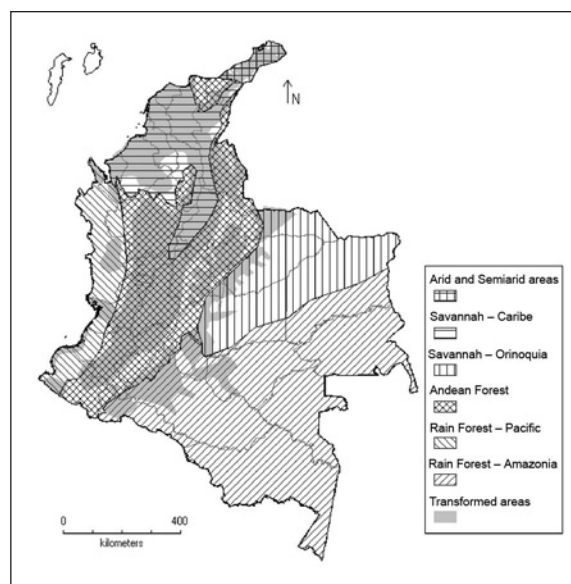 N
Arid and Semiarid areas
Savannah – Caribe
Savannah – Orinoquia
Andean Forest
Rain Forest – Pacific
Rain Forest – Amazonia
Transformed areas
0 400
kilometers